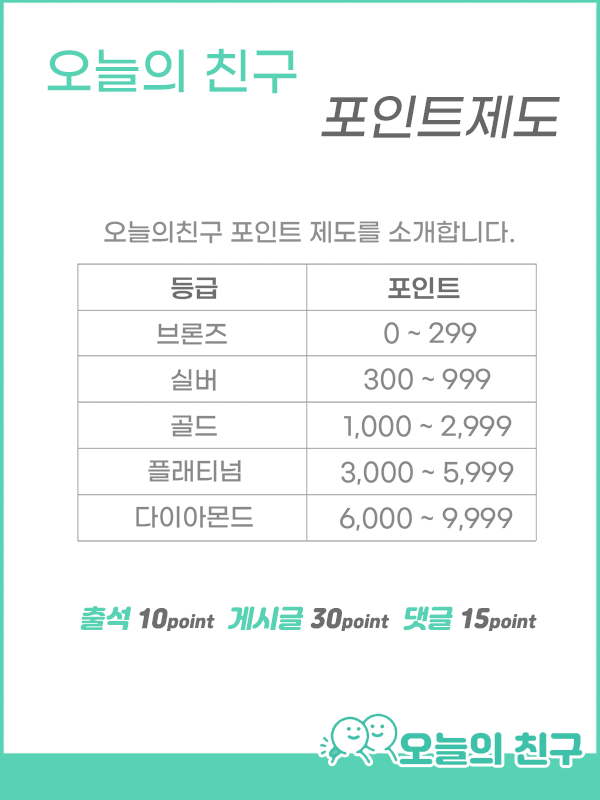 오늘의 친구
포인트제도
오늘의친구 포인트 제도를 소개합니다.
등급 포인트
브론즈 0 ~ 299
실버 300 ~ 999
골드 1,000 ~ 2,999
플래티넘 3,000 ~ 5,999
다이아몬드 6,000 ~ 9,999
출석 10point 게시글 30point 댓글 15point
오늘의 친구